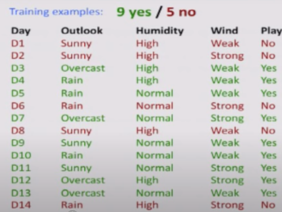 Training examples: 9 yes / 5 no
Day Outlook Humidity Wind Play
D1 Sunny High Weak No
D2 Sunny High Strong No
D3 Overcast High Weak Yes
D4 Rain High Weak Yes
D5 Rain Normal Weak Yes
D6 Rain Normal Strong No
D7 Overcast Normal Strong Yes
D8 Sunny High Weak No
D9 Sunny Normal Weak Yes
D10 Rain Normal Weak Yes
D11 Sunny Normal Strong Yes
D12 Overcast High Strong Yes
D13 Overcast Normal Weak Yes
D14 Rain High Strong No